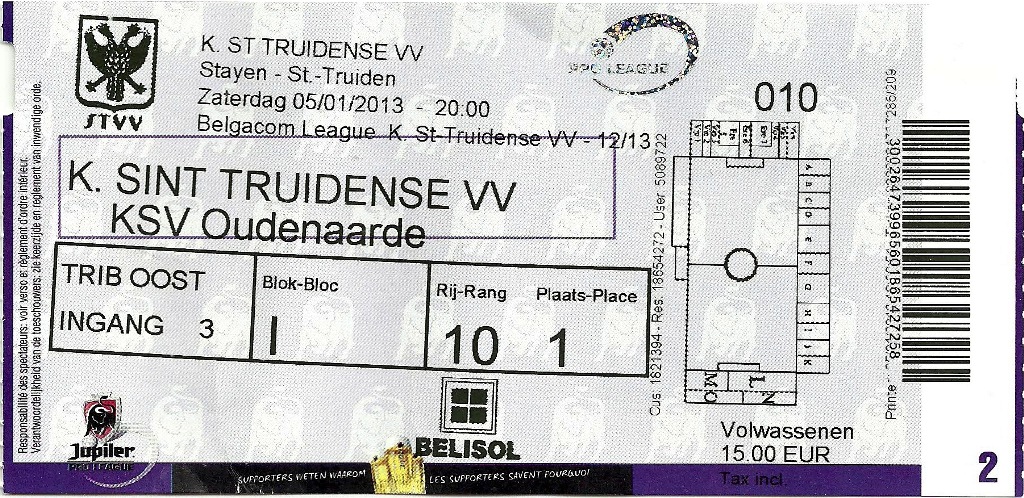 STVV
K. ST TRUIDENSE VV
Stayen - St.-Truiden
Zaterdag 05/01/2013 - 20:00
Belgacom League K. St-Truidense VV - 12/13
PRO LEAGUE
010
K. SINT TRUIDENSE VV
KSV Oudenaarde
TRIB OOST
INGANG 3
Blok-Bloc
I
Rij-Rang
10
Plaats-Place
1
Responsabilité des spectateurs: voir verso et règlement d'ordre intérieur.
Verantwoordelijkheid van de toeschouwers: zie keerzijde en reglement van inwendige orde.
Cus: 1821394 - Res. 18654272 - User: 5089722
A
B
C
D
E
F
G
H
I
J
K
L
M
N
O
Jupiler
PRO LEAGUE
BELISOL
SUPPORTERS WETEN WAAROM
LES SUPPORTERS SAVENT POURQUOI
Volwassenen
15.00 EUR
Tax incl.
2